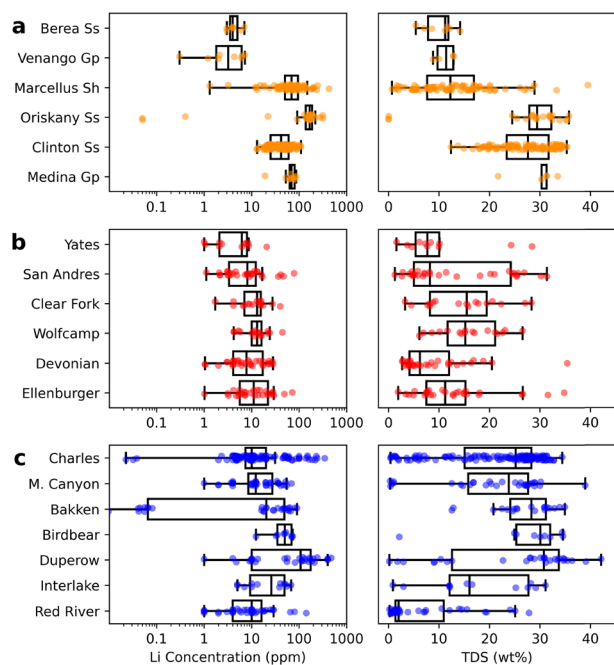 a
Berea Ss
Venango Gp
Marcellus Sh
Oriskany Ss
Clinton Ss
Medina Gp
0.1 1 10 100 1000
0 10 20 30 40
b
Yates
San Andres
Clear Fork
Wolfcamp
Devonian
Ellenburger
0.1 1 10 100 1000
0 10 20 30 40
c
Charles
M. Canyon
Bakken
Birdbear
Duperow
Interlake
Red River
0.1 1 10 100 1000
0 10 20 30 40
Li Concentration (ppm)
TDS (wt%)